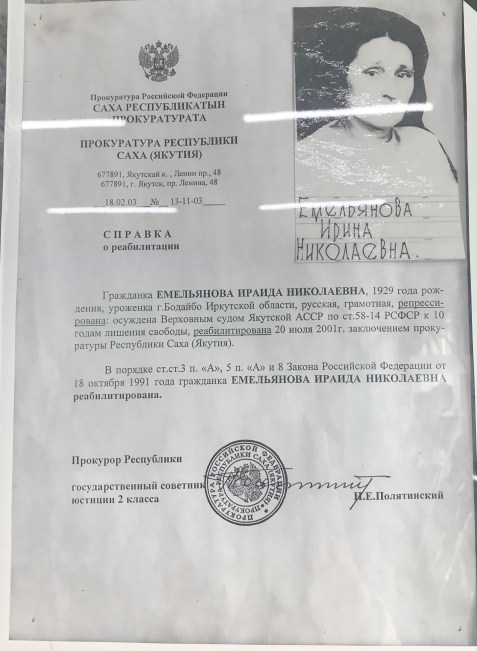 Прокуратура Российской Федерации
САХА РЕСПУБЛИКАТЫН
ПРОКУРАТУРАТА
ПРОКУРАТУРА РЕСПУБЛИКИ
САХА (ЯКУТИЯ)
677891, Якутскай к. , Ленин пр., 48
677891, г. Якутск, пр. Ленина, 48
18.02.03 № 13-11-03
ЕМЕЛЬЯНОВА
ИРИНА
НИКОЛАЕВНА.
СПРАВКА
о реабилитации
Гражданка ЕМЕЛЬЯНОВА ИРАИДА НИКОЛАЕВНА, 1929 года рож-
дения, уроженка г.Бодайбо Иркутской области, русская, грамотная, репресси-
рована: осуждена Верховным судом Якутской АССР по ст.58-14 РСФСР к 10
годам лишения свободы, реабилитирована 20 июля 2001г. заключением проку-
ратуры Республики Саха (Якутия).
В порядке ст.ст.3 п. «А», 5 п. «А» и 8 Закона Российской Федерации от
18 октября 1991 года гражданка ЕМЕЛЬЯНОВА ИРАИДА НИКОЛАЕВНА
реабилитирована.
Прокурор Республики
государственный советник
юстиции 2 класса
Н.Е.Полятинский
ПРОКУРАТУРА РОССИЙСКОЙ ФЕДЕРАЦИИ